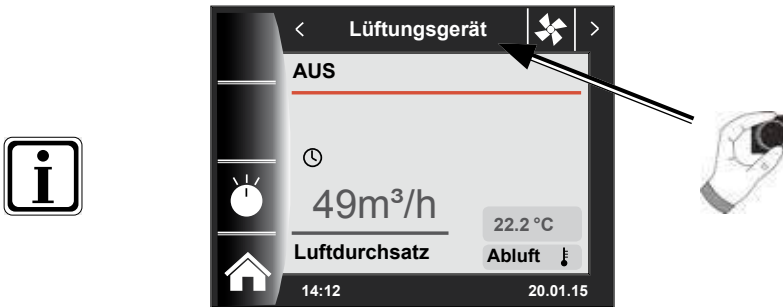 < Lüftungsgerät >
AUS
49m³/h
22.2 °C
Luftdurchsatz
Abluft
14:12 20.01.15
i